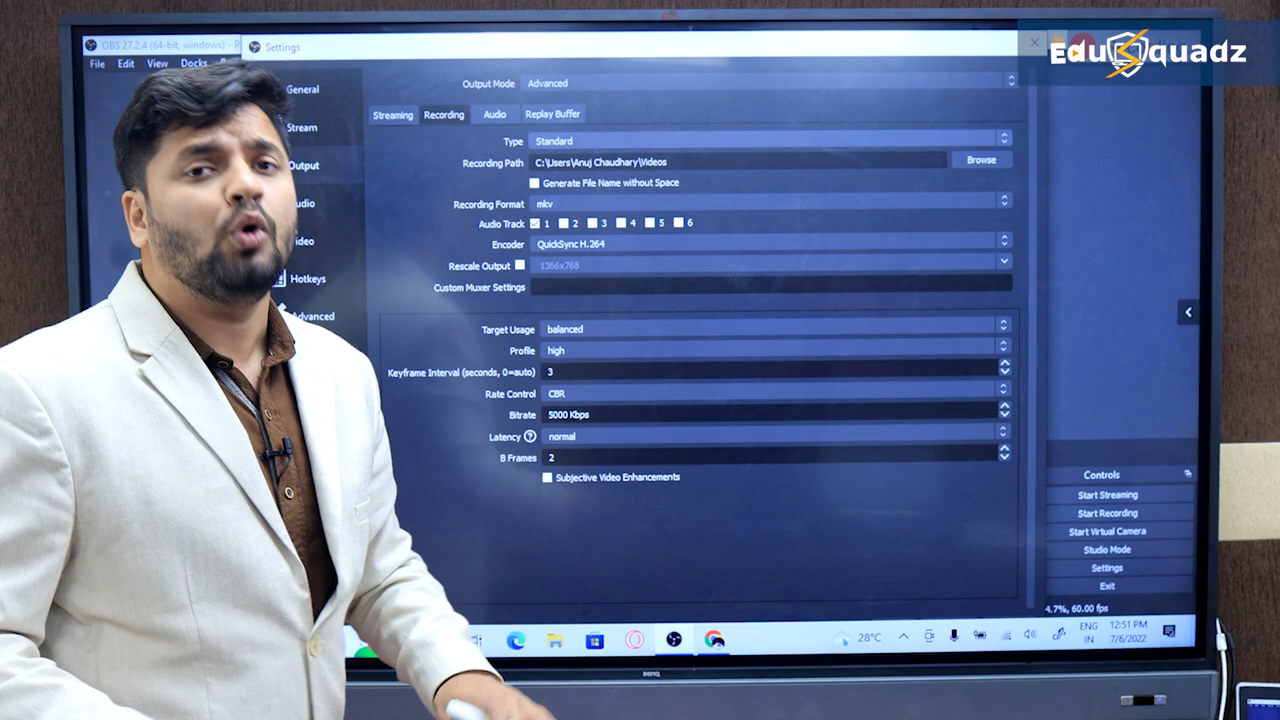 OBS 27.2.4 (64-bit, windows) - P
Settings
EduSquadz
File Edit View Docks
General
Stream
Output
udio
ideo
Hotkeys
dvanced
Output Mode Advanced
Streaming Recording Audio Replay Buffer
Type Standard
Recording Path C:\Users\Anuj Chaudhary\Videos Browse
Generate File Name without Space
Recording Format mkv
Audio Track 1 2 3 4 5 6
Encoder QuickSync H.264
Rescale Output 1366x768
Custom Muxer Settings
Target Usage balanced
Profile high
Keyframe Interval (seconds, 0=auto) 3
Rate Control CBR
Bitrate 5000 Kbps
Latency ? normal
B Frames 2
Subjective Video Enhancements
Controls
Start Streaming
Start Recording
Start Virtual Camera
Studio Mode
Settings
Exit
4.7%, 60.00 fps
28°C
ENG
IN
12:51 PM
7/6/2022
BenQ